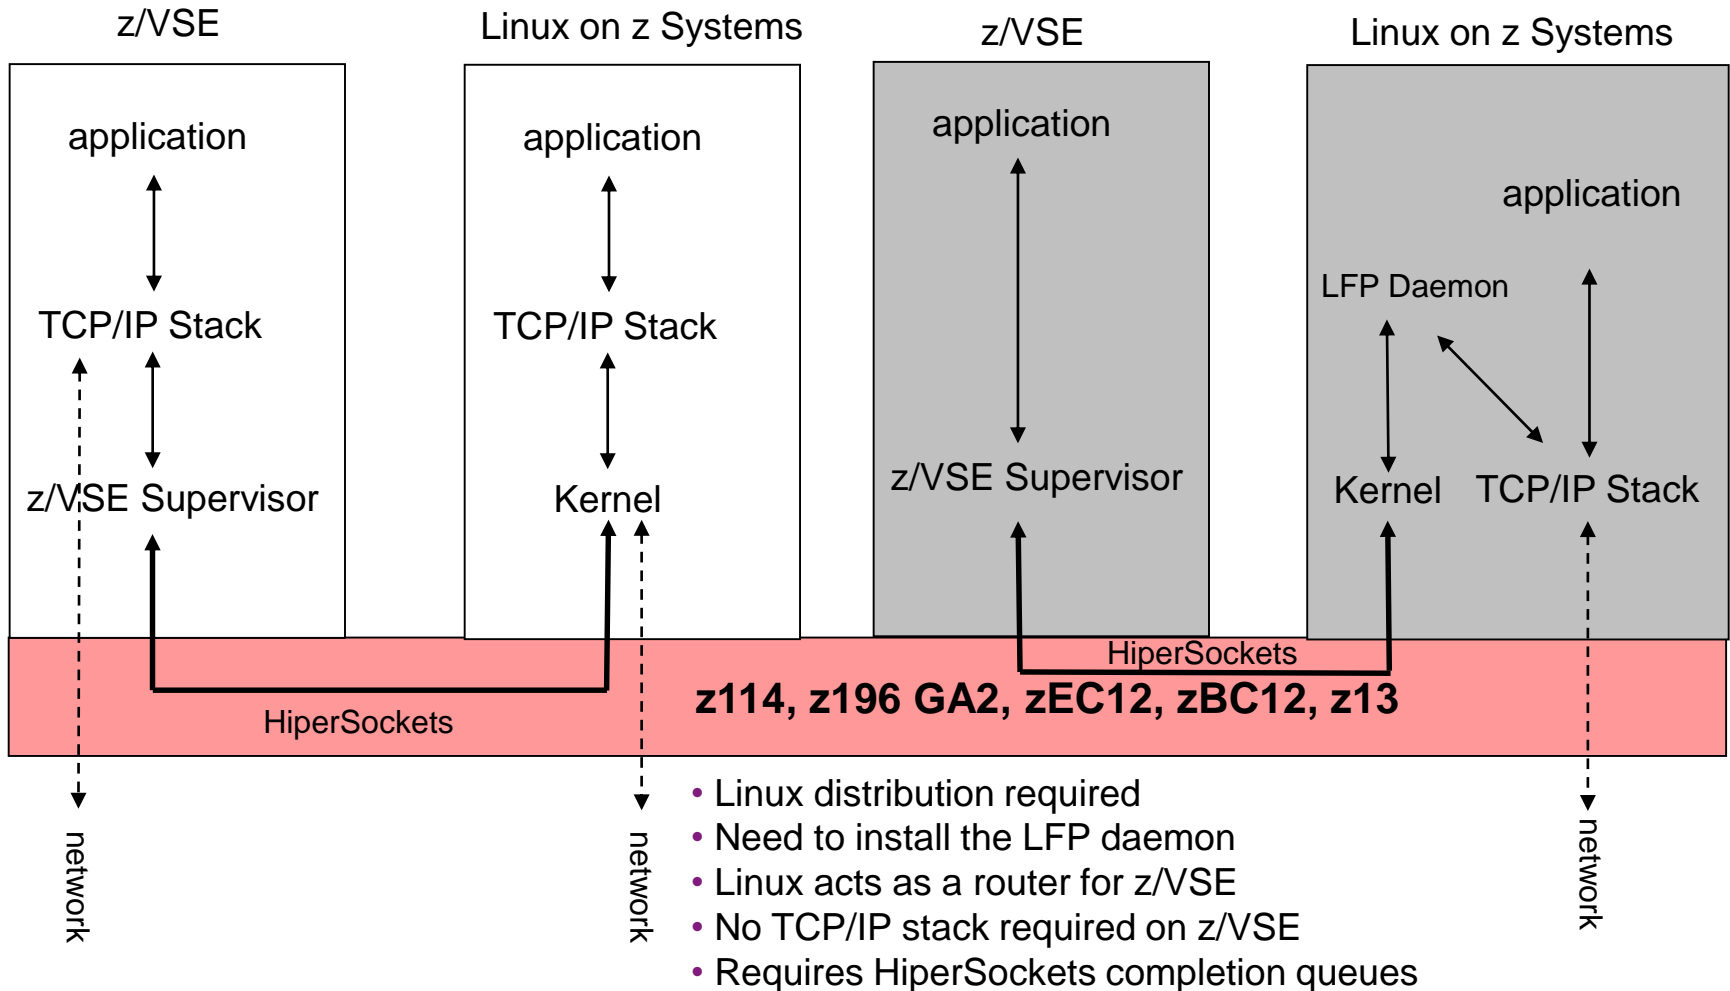 z/VSE
Linux on z Systems
z/VSE
Linux on z Systems
application
application
application
application
LFP Daemon
TCP/IP Stack
TCP/IP Stack
z/VSE Supervisor
Kernel
z/VSE Supervisor
Kernel
TCP/IP Stack
HiperSockets
HiperSockets
z114, z196 GA2, zEC12, zBC12, z13
network
network
network
• Linux distribution required
• Need to install the LFP daemon
• Linux acts as a router for z/VSE
• No TCP/IP stack required on z/VSE
• Requires HiperSockets completion queues